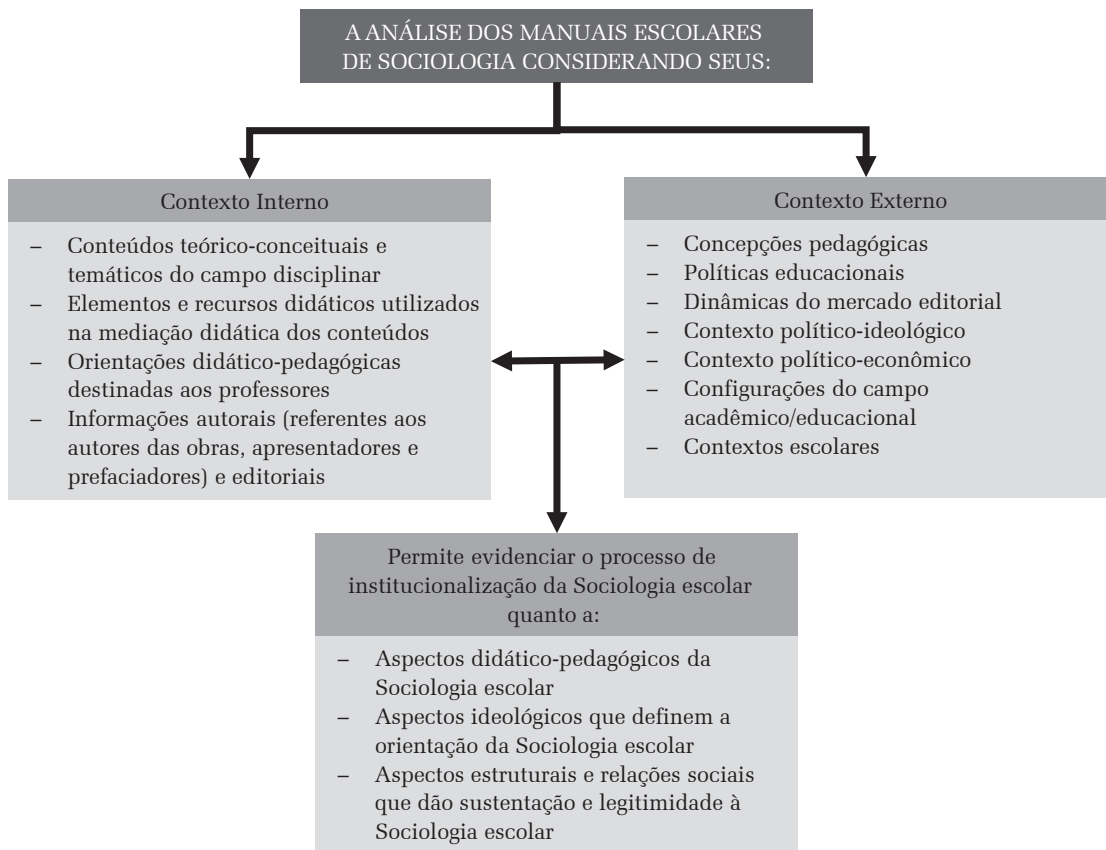 A ANÁLISE DOS MANUAIS ESCOLARES
DE SOCIOLOGIA CONSIDERANDO SEUS:
Contexto Interno
– Conteúdos teórico-conceituais e
temáticos do campo disciplinar
– Elementos e recursos didáticos utilizados
na mediação didática dos conteúdos
– Orientações didático-pedagógicas
destinadas aos professores
– Informações autorais (referentes aos
autores das obras, apresentadores e
prefaciadores) e editoriais
Contexto Externo
– Concepções pedagógicas
– Políticas educacionais
– Dinâmicas do mercado editorial
– Contexto político-ideológico
– Contexto político-econômico
– Configurações do campo
acadêmico/educacional
– Contextos escolares
Permite evidenciar o processo de
institucionalização da Sociologia escolar
quanto a:
– Aspectos didático-pedagógicos da
Sociologia escolar
– Aspectos ideológicos que definem a
orientação da Sociologia escolar
– Aspectos estruturais e relações sociais
que dão sustentação e legitimidade à
Sociologia escolar